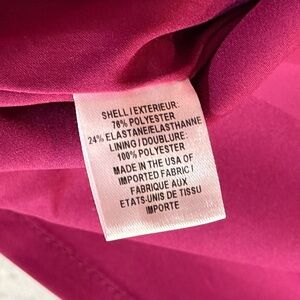 SHELL/EXTERIEUR:
76% POLYESTER
24% ELASTANE/ELASTHANNE
LINING/DOUBLURE:
100% POLYESTER
MADE IN THE USA OF
IMPORTED FABRIC/
FABRIQUE AUX
ETATS-UNIS DE TISSU
IMPORTE